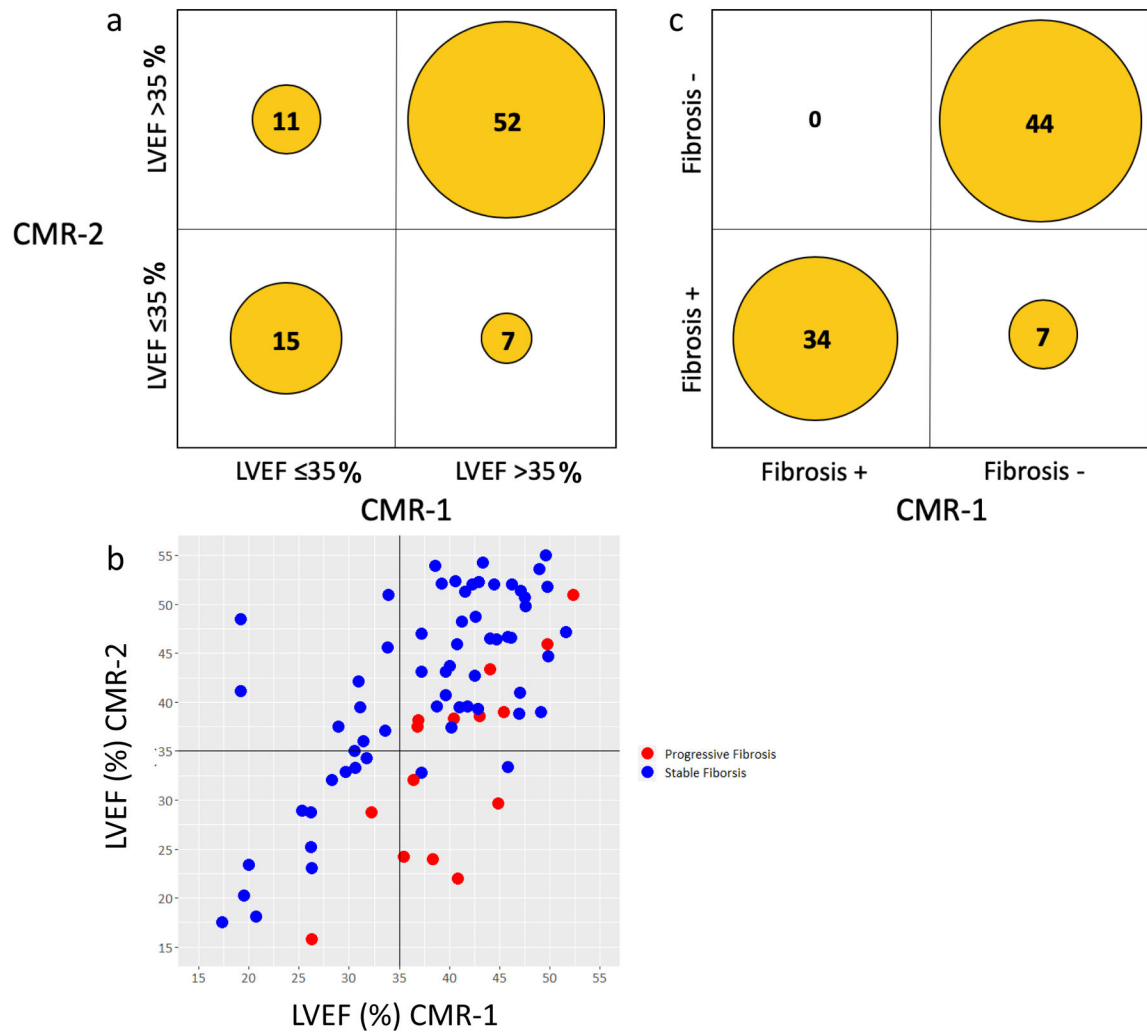 a
LVEF >35 %
LVEF ≤35 %
CMR-2
11
52
15
7
LVEF ≤35%
LVEF >35%
CMR-1
c
Fibrosis -
Fibrosis +
0
44
34
7
Fibrosis +
Fibrosis -
CMR-1
b
LVEF (%) CMR-2
55
50
45
40
35
30
25
20
15
15
20
25
30
35
40
45
50
55
LVEF (%) CMR-1
Progressive Fibrosis
Stable Fiborsis